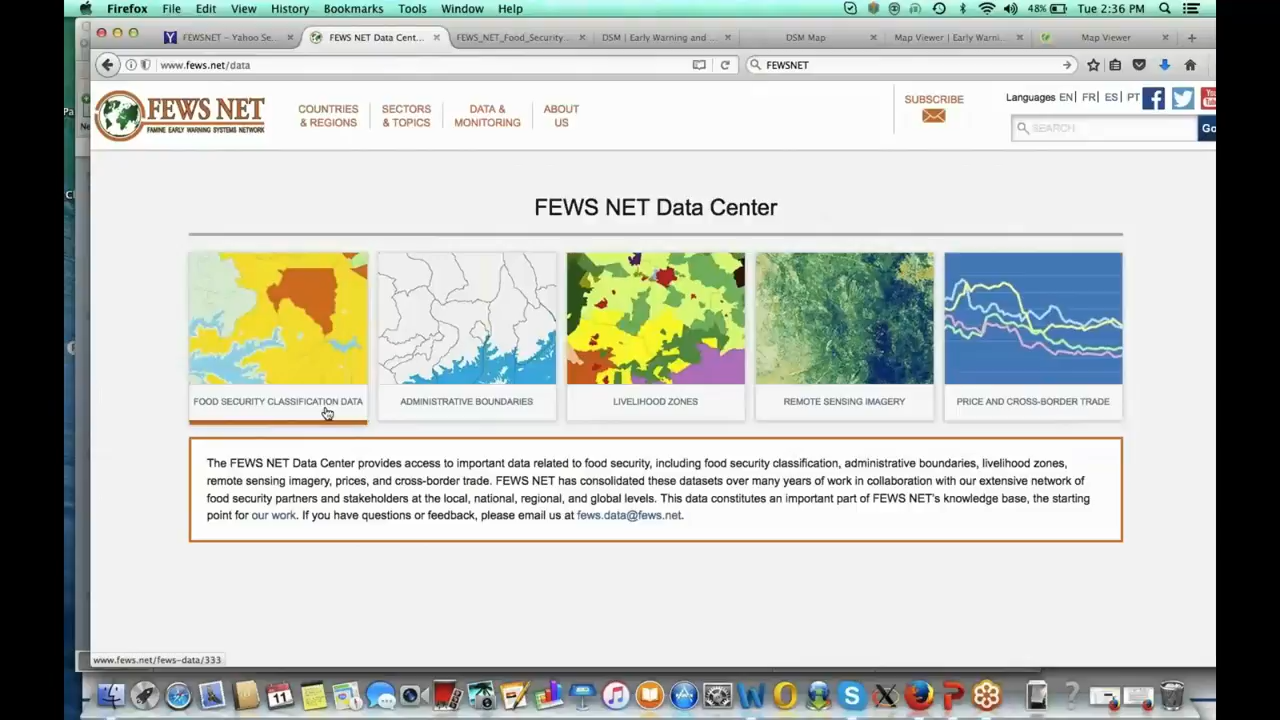 Firefox File Edit View History Bookmarks Tools Window Help 48% Tue 2:36 PM
FEWSNET – Yahoo Se... FEWS NET Data Cent... FEWS_NET_Food_Security... DSM | Early Warning and ... DSM Map Map Viewer | Early Warni... Map Viewer
www.fews.net/data FEWSNET
FEWS NET
FAMINE EARLY WARNING SYSTEMS NETWORK
COUNTRIES
& REGIONS
SECTORS
& TOPICS
DATA &
MONITORING
ABOUT
US
SUBSCRIBE
Languages EN| FR| ES| PT
SEARCH Go
FEWS NET Data Center
FOOD SECURITY CLASSIFICATION DATA
ADMINISTRATIVE BOUNDARIES
LIVELIHOOD ZONES
REMOTE SENSING IMAGERY
PRICE AND CROSS-BORDER TRADE
The FEWS NET Data Center provides access to important data related to food security, including food security classification, administrative boundaries, livelihood zones,
remote sensing imagery, prices, and cross-border trade. FEWS NET has consolidated these datasets over many years of work in collaboration with our extensive network of
food security partners and stakeholders at the local, national, regional, and global levels. This data constitutes an important part of FEWS NET's knowledge base, the starting
point for our work. If you have questions or feedback, please email us at fews.data@fews.net.
www.fews.net/fews-data/333